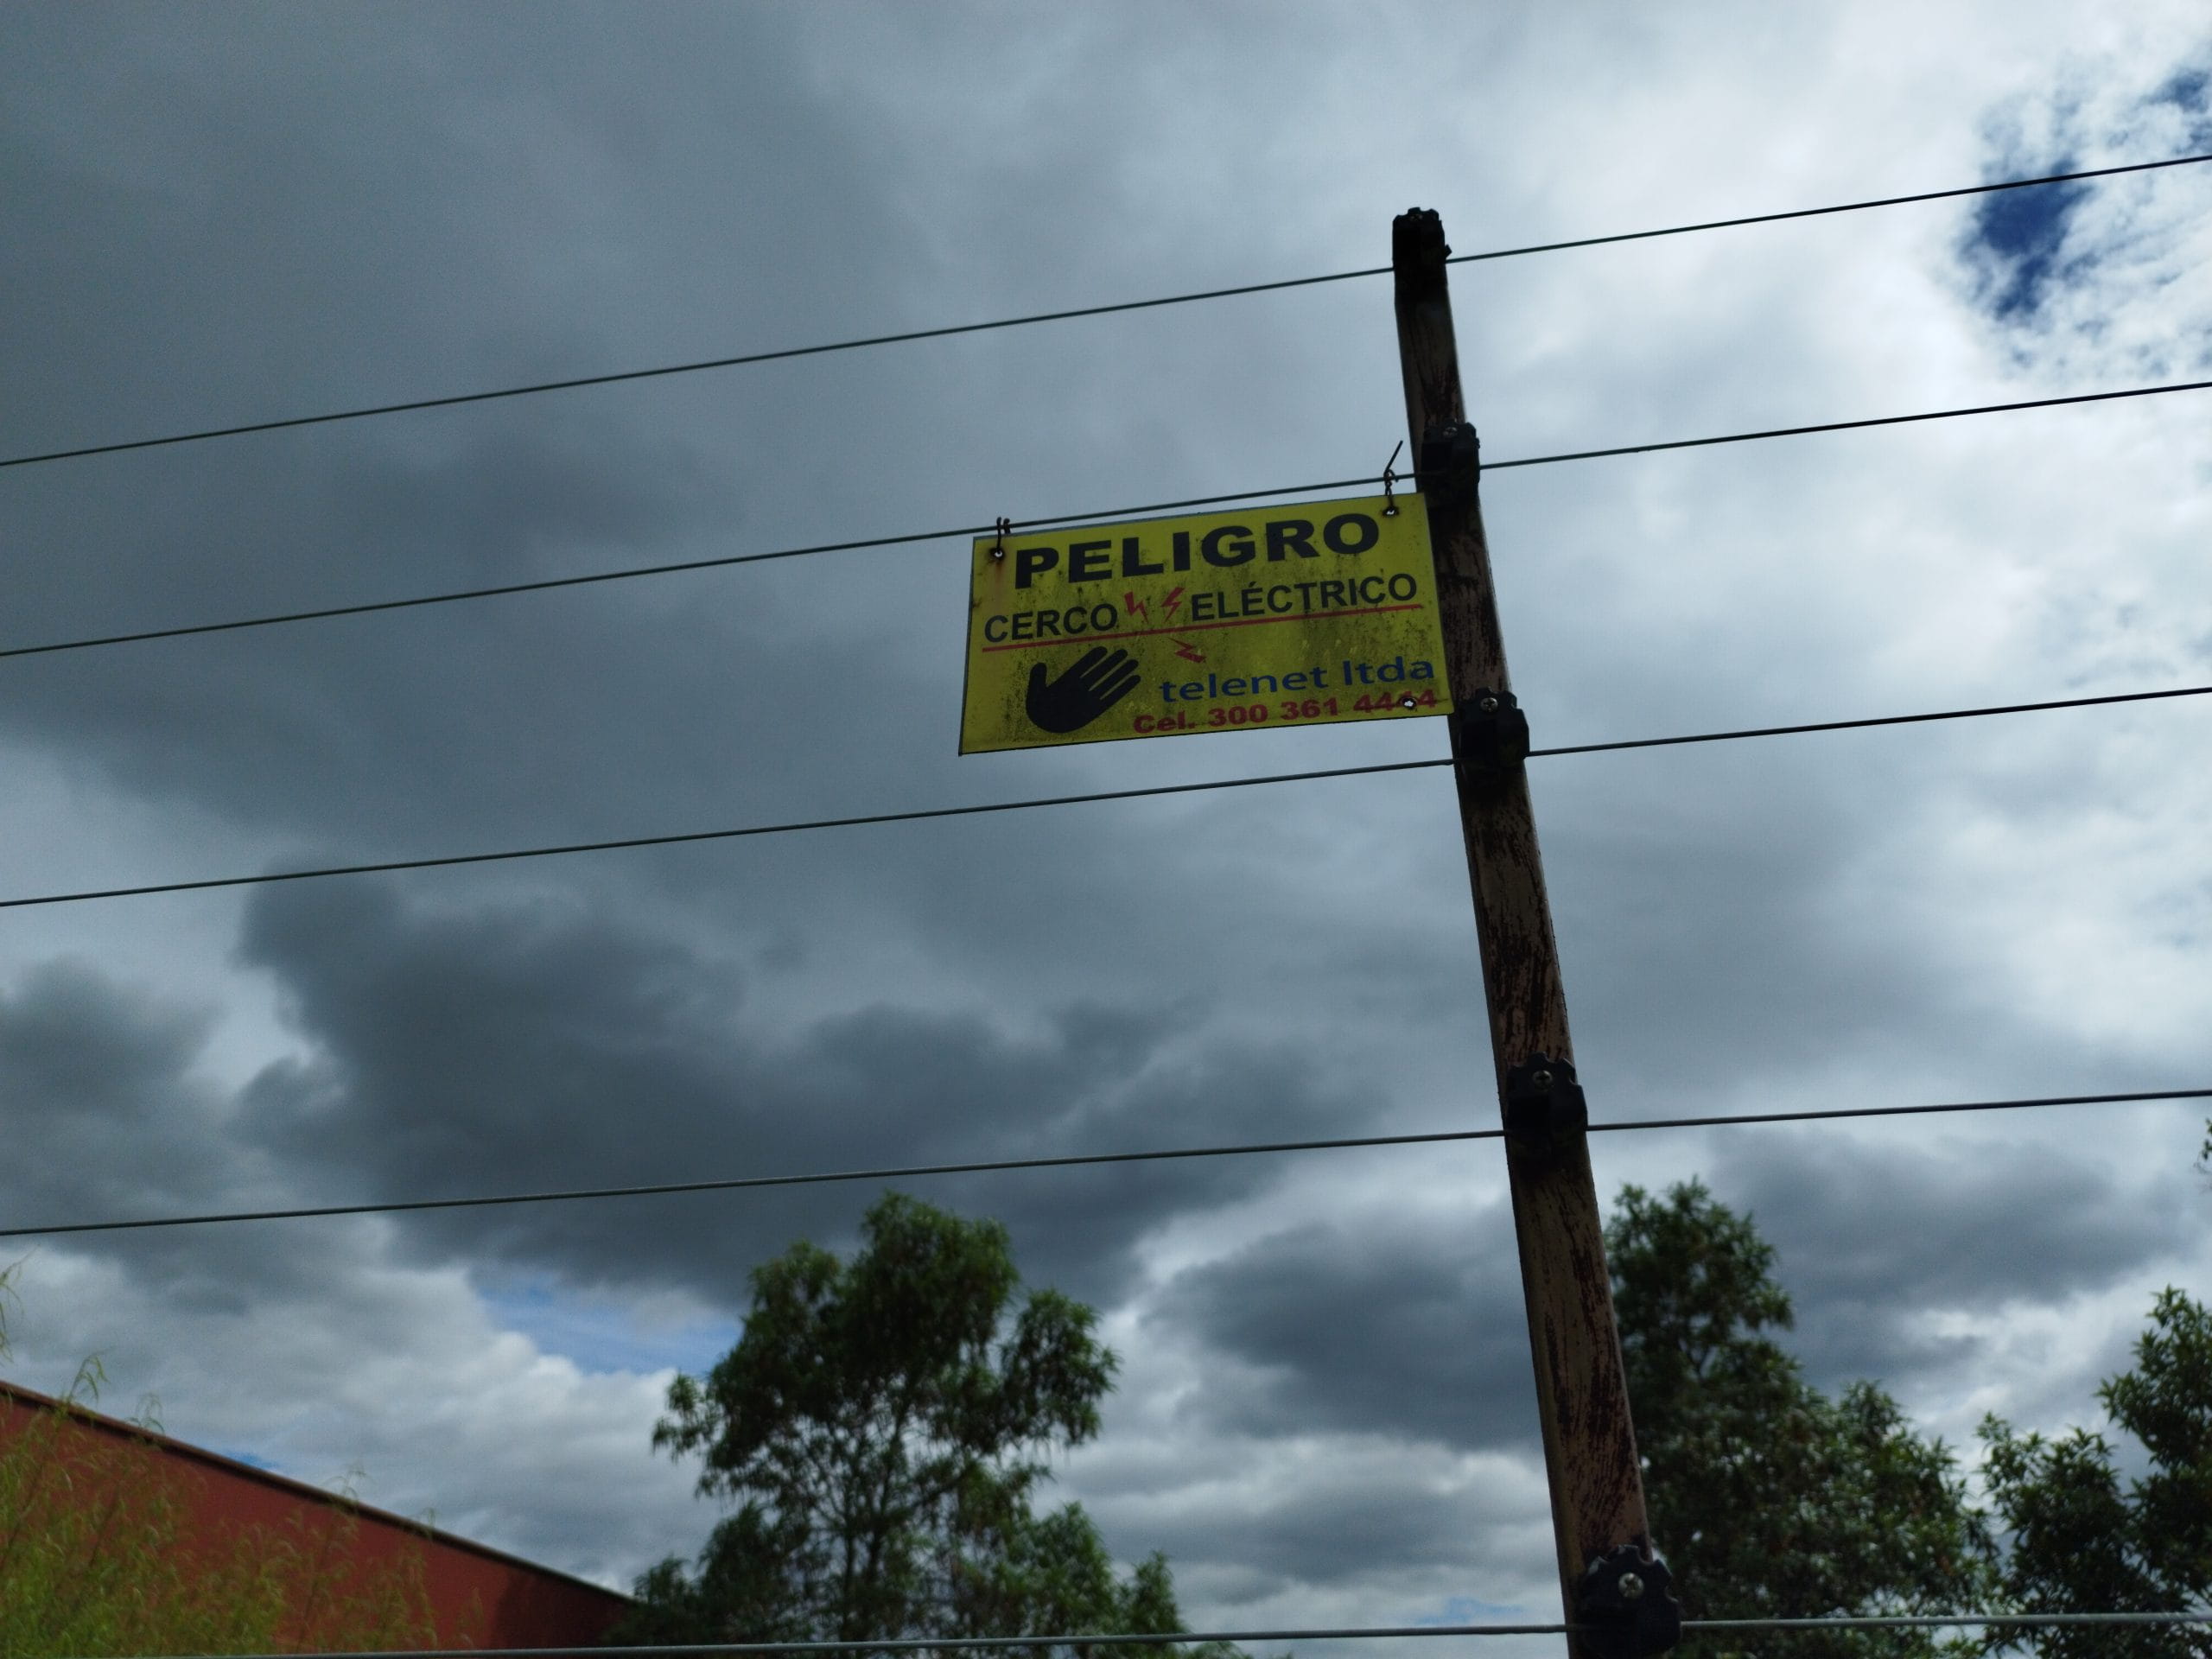 PELIGRO
CERCO ELÉCTRICO
telenet ltda
Cel. 300 361 4444